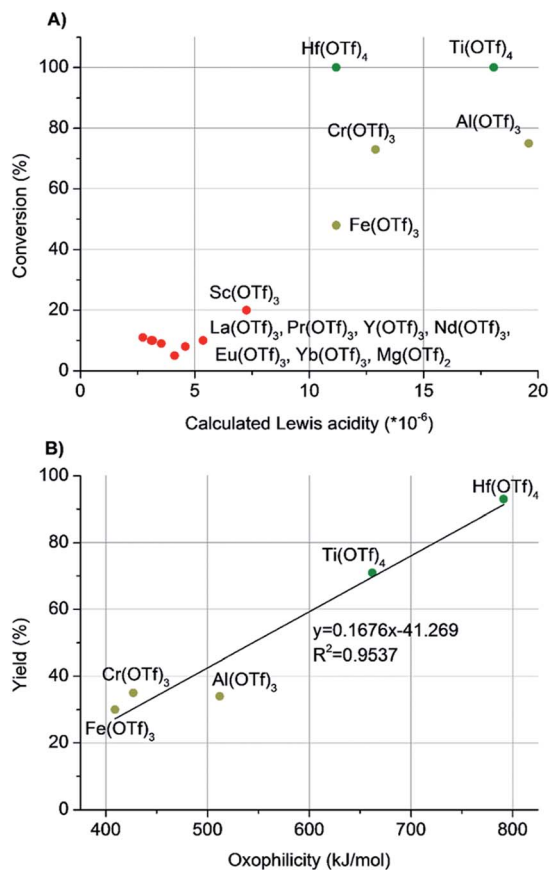 A)
Hf(OTf)4
Ti(OTf)4
100
Al(OTf)3
Cr(OTf)3
80
60
Fe(OTf)3
40
Sc(OTf)3
20
La(OTf)3, Pr(OTf)3, Y(OTf)3, Nd(OTf)3,
Eu(OTf)3, Yb(OTf)3, Mg(OTf)2
0
Conversion (%)
0 5 10 15 20
Calculated Lewis acidity (*10-6)
B)
100
Hf(OTf)4
80
Ti(OTf)4
60
y=0.1676x-41.269
R2=0.9537
40
Cr(OTf)3
Al(OTf)3
Fe(OTf)3
20
0
Yield (%)
400 500 600 700 800
Oxophilicity (kJ/mol)